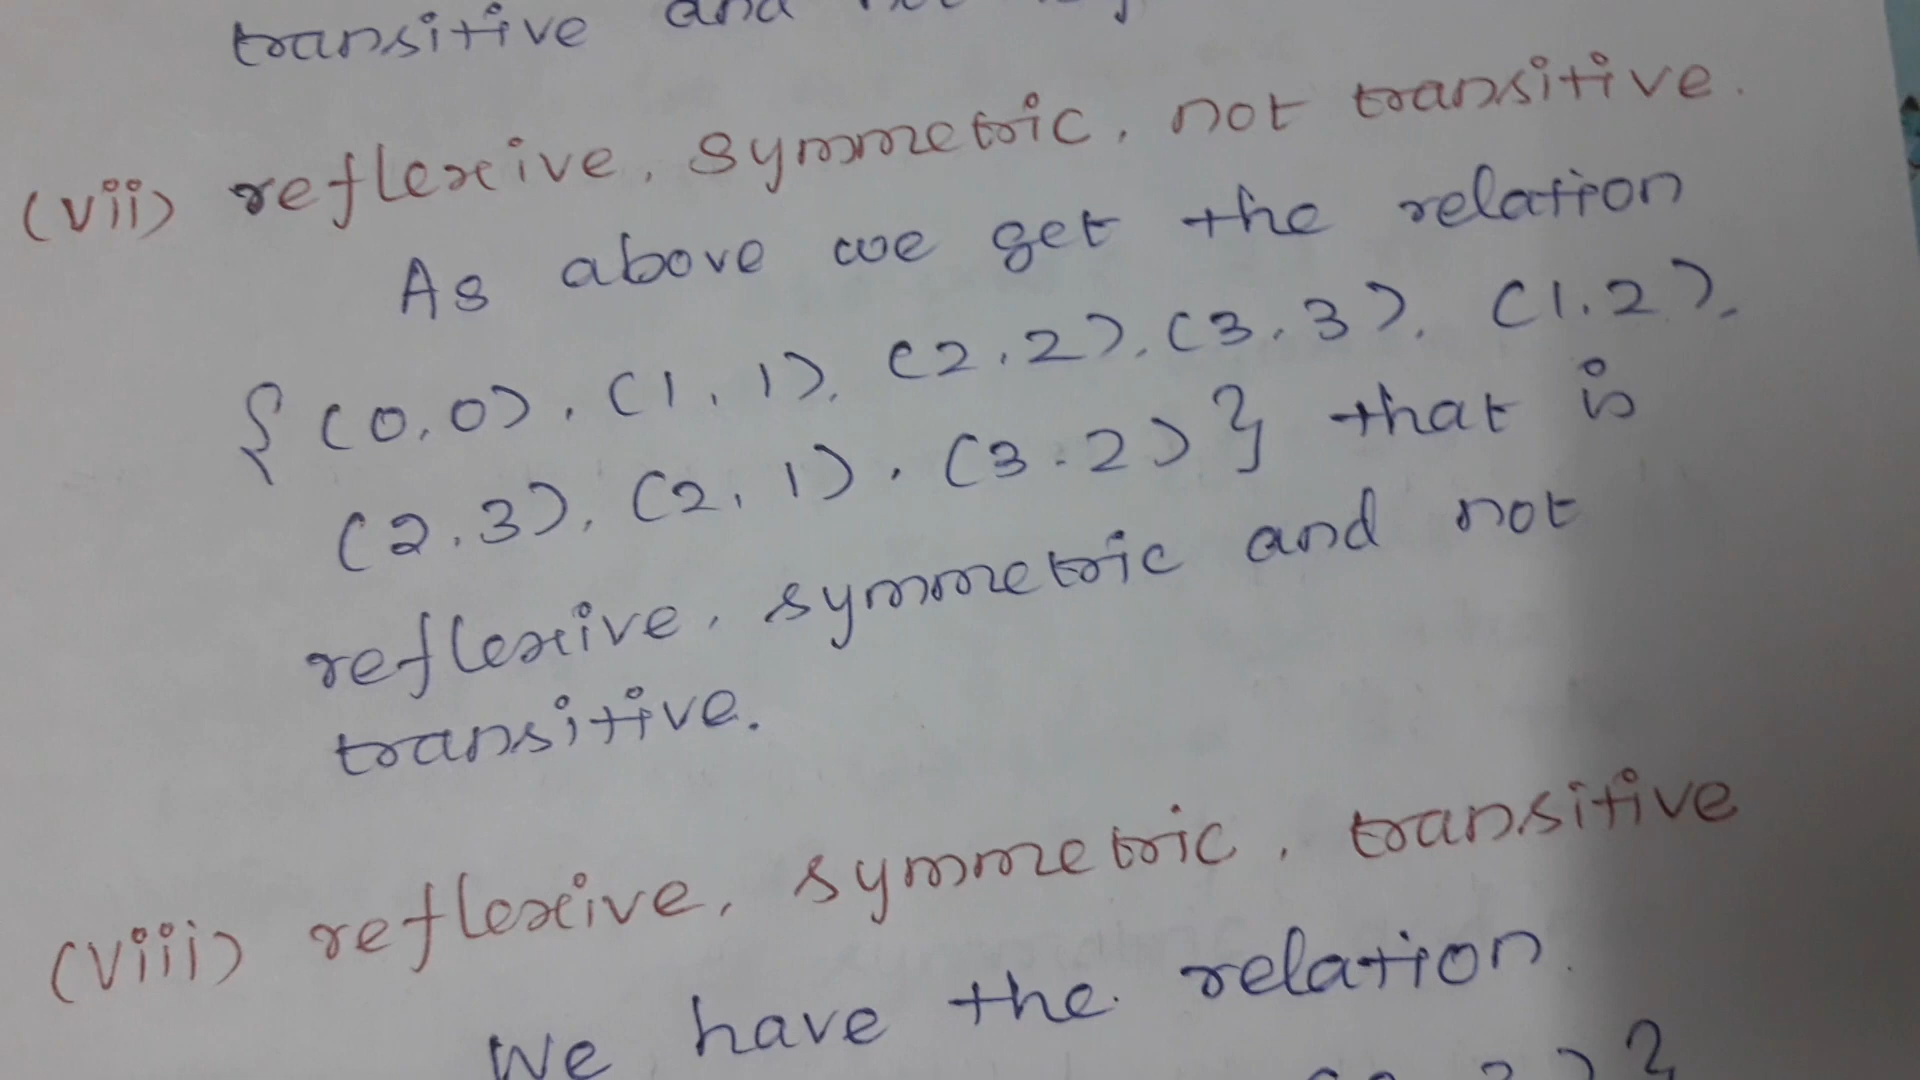 transitive and
(vii) reflexive, symmetric, not transitive.
As above we get the relation
{ (0,0), (1,1), (2,2), (3,3), (1,2),
(2,3), (2,1), (3,2) } that is
reflexive, symmetric and not
transitive.
(viii) reflexive, symmetric, transitive
We have the relation